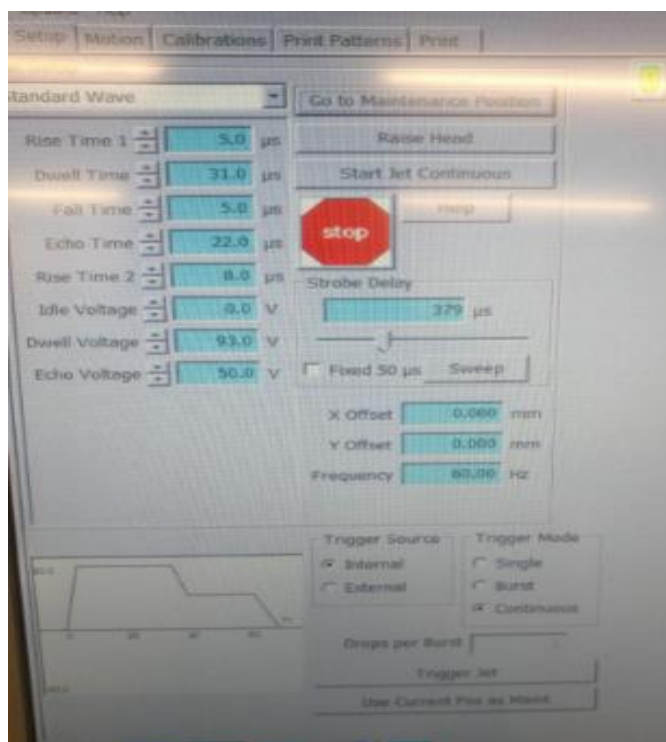 Setup Motion Calibrations Print Patterns Print
Standard Wave
Go to Maintenance Position
Rise Time 1 5.0 µs
Raise Head
Dwell Time 31.0 µs
Start Jet Continuous
Fall Time 5.0 µs
stop
Help
Echo Time 22.0 µs
Rise Time 2 8.0 µs
Strobe Delay
Idle Voltage 0.0 V
379 µs
Dwell Voltage 93.0 V
Echo Voltage 50.0 V
Fixed 50 µs Sweep
X Offset 0.000 mm
Y Offset 0.000 mm
Frequency 60.00 Hz
Trigger Source Trigger Mode
Internal Single
External Burst
Continuous
0 20 40 60
Drops per Burst
Trigger Jet
Use Current Pos as Maint